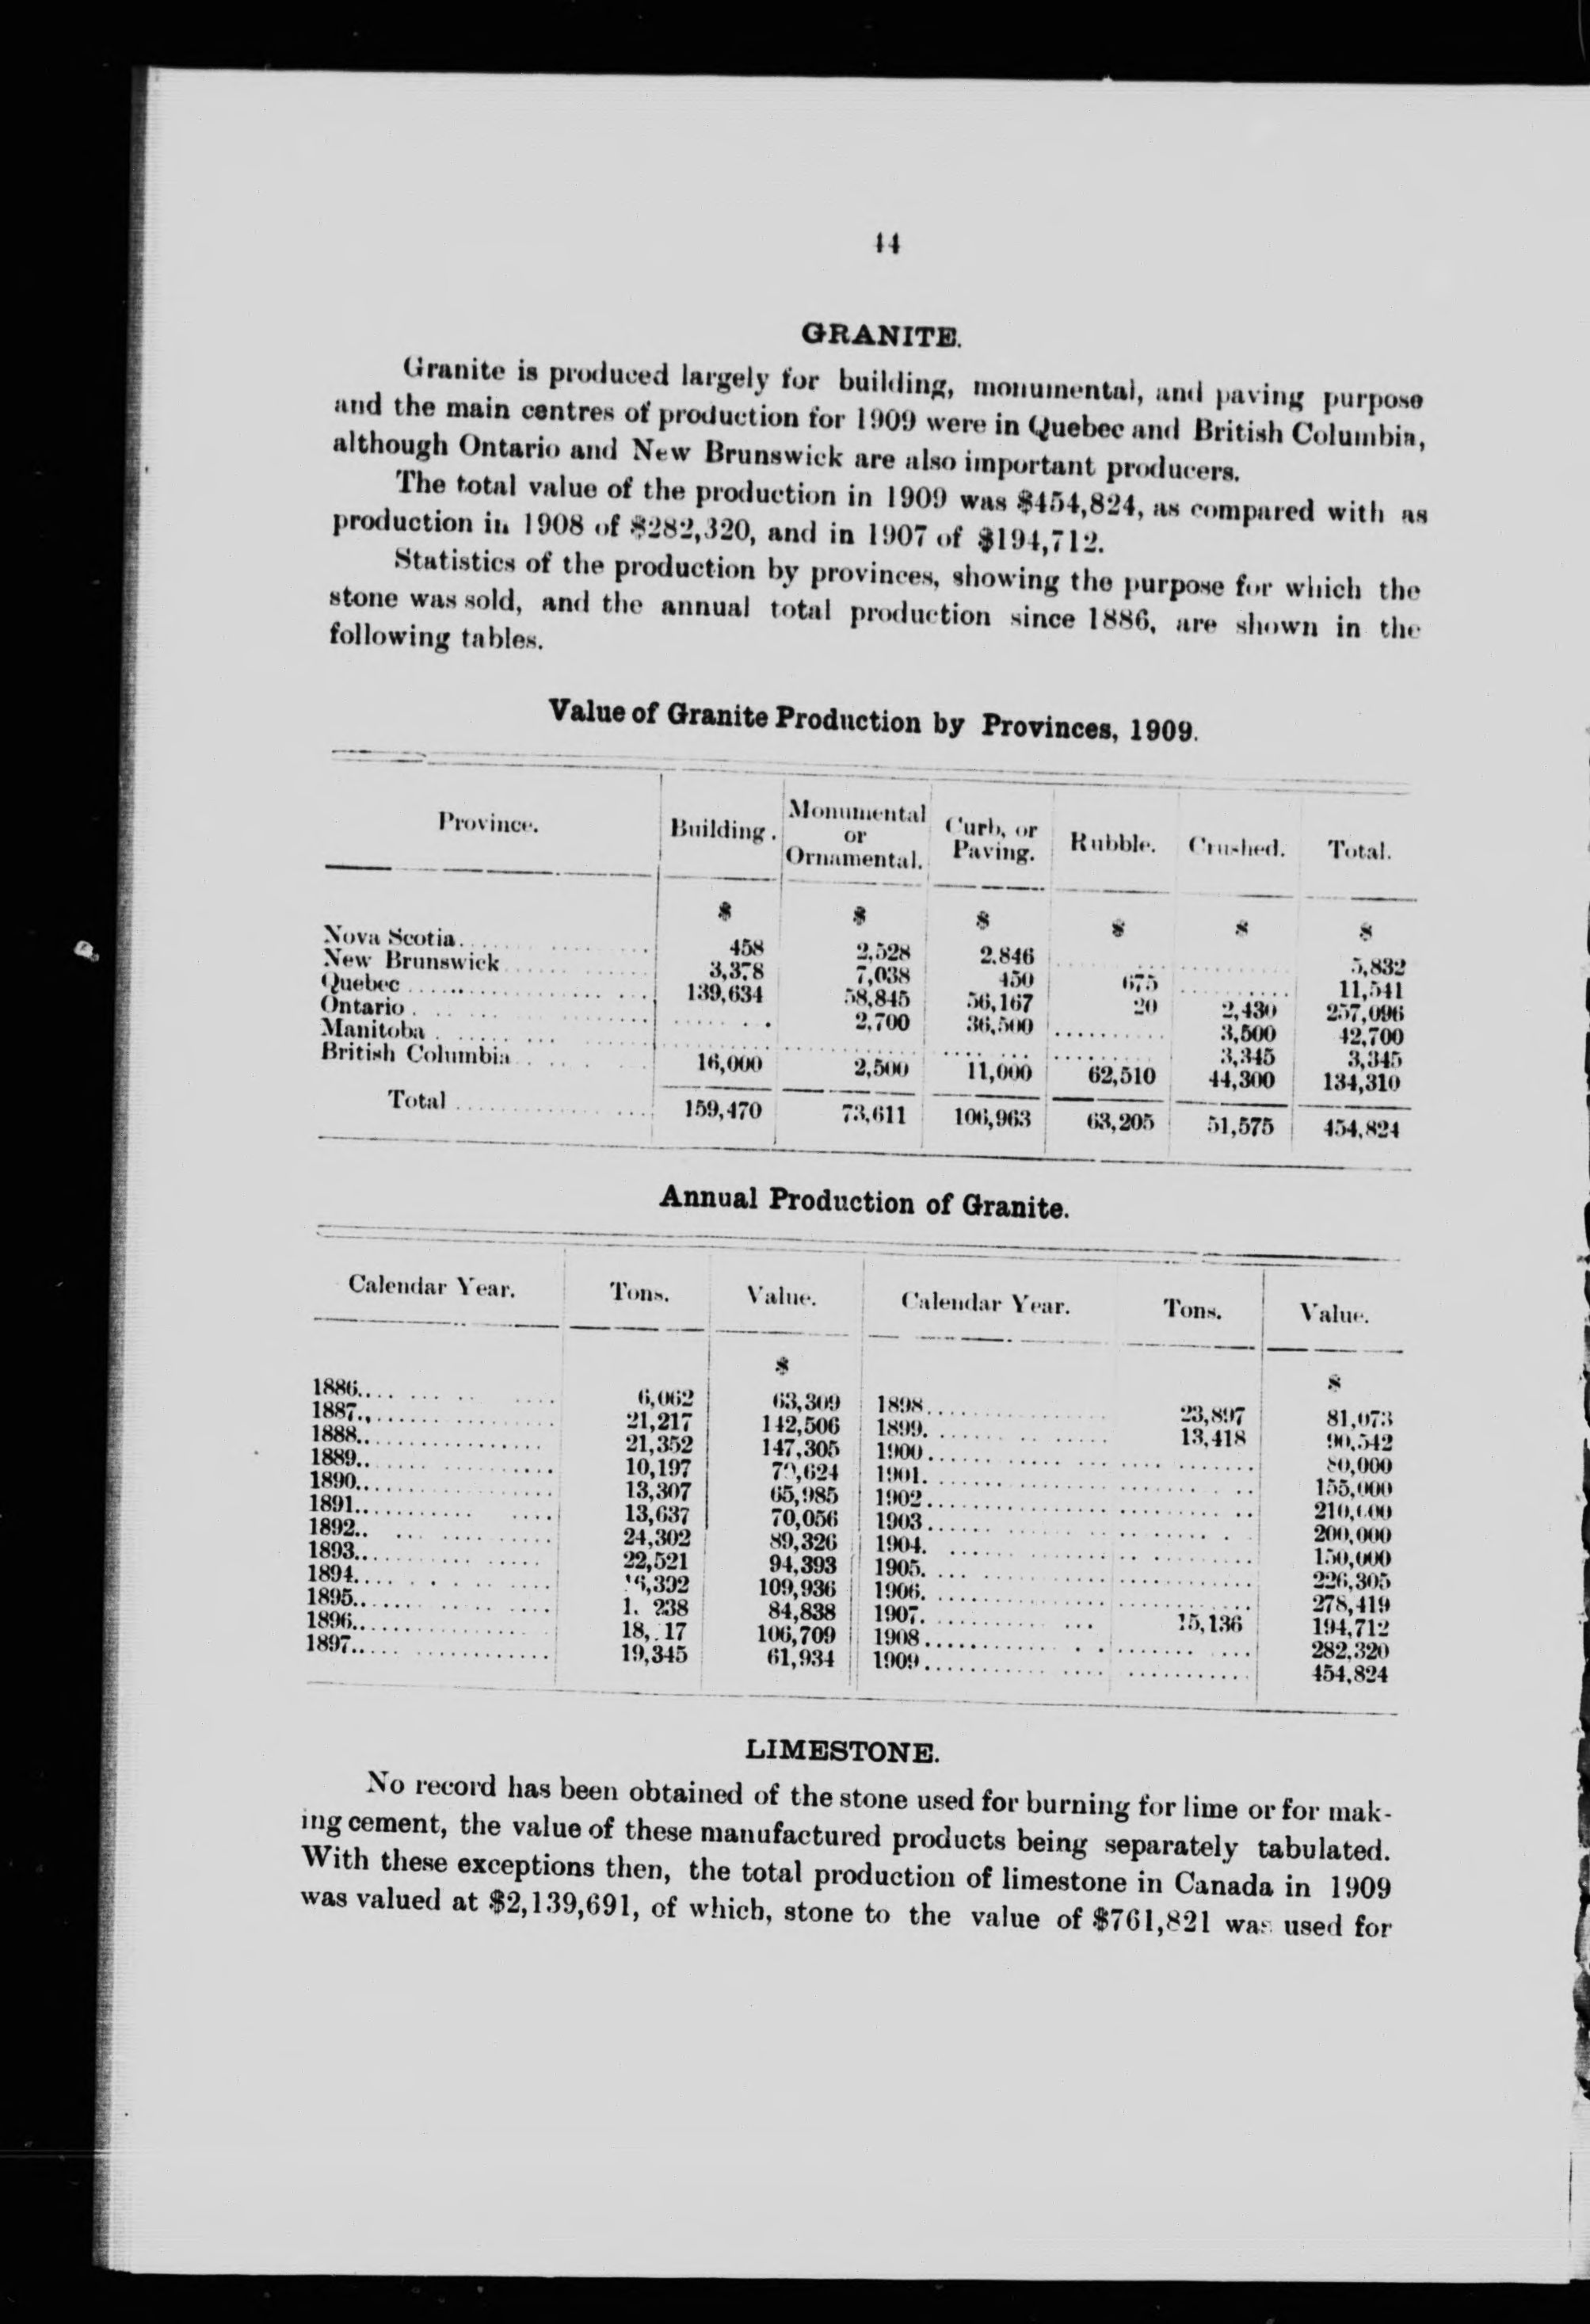 44
GRANITE.
Granite is produced largely for building, monumental, and paving purpose
and the main centres of production for 1909 were in Quebec and British Columbia,
although Ontario and New Brunswick are also important producers.
The total value of the production in 1909 was $454,824, as compared with as
production in 1908 of $282,320, and in 1907 of $194,712.
Statistics of the production by provinces, showing the purpose for which the
stone was sold, and the annual total production since 1886, are shown in the
following tables.
Value of Granite Production by Provinces, 1909.
Province. Building. Monumental or Ornamental. Curb, or Paving. Rubble. Crushed. Total.
$ $ $ $ $ $
Nova Scotia 458 2,528 2,846 5,832
New Brunswick 3,378 7,038 450 675 11,541
Quebec 139,634 58,845 56,167 20 2,430 257,096
Ontario 2,700 36,500 3,500 42,700
Manitoba 3,345 3,345
British Columbia 16,000 2,500 11,000 62,510 44,300 134,310
Total 159,470 73,611 106,963 63,205 51,575 454,824
Annual Production of Granite.
Calendar Year. Tons. Value. Calendar Year. Tons. Value.
$ $
1886 6,062 63,309 1898 23,897 81,073
1887 21,217 142,506 1899 13,418 90,542
1888 21,352 147,305 1900 80,000
1889 10,197 1901 155,000
1890 13,307 65,985 1902 210,000
1891 13,637 70,056 1903 200,000
1892 24,302 89,326 1904 150,000
1893 22,521 94,393 1905 226,305
1894 109,936 1906 278,419
1895 84,838 1907 15,136 194,712
1896 106,709 1908 282,320
1897 19,345 61,934 1909 454,824
LIMESTONE.
No record has been obtained of the stone used for burning for lime or for mak-
ing cement, the value of these manufactured products being separately tabulated.
With these exceptions then, the total production of limestone in Canada in 1909
was valued at $2,139,691, of which, stone to the value of $761,821 was used for